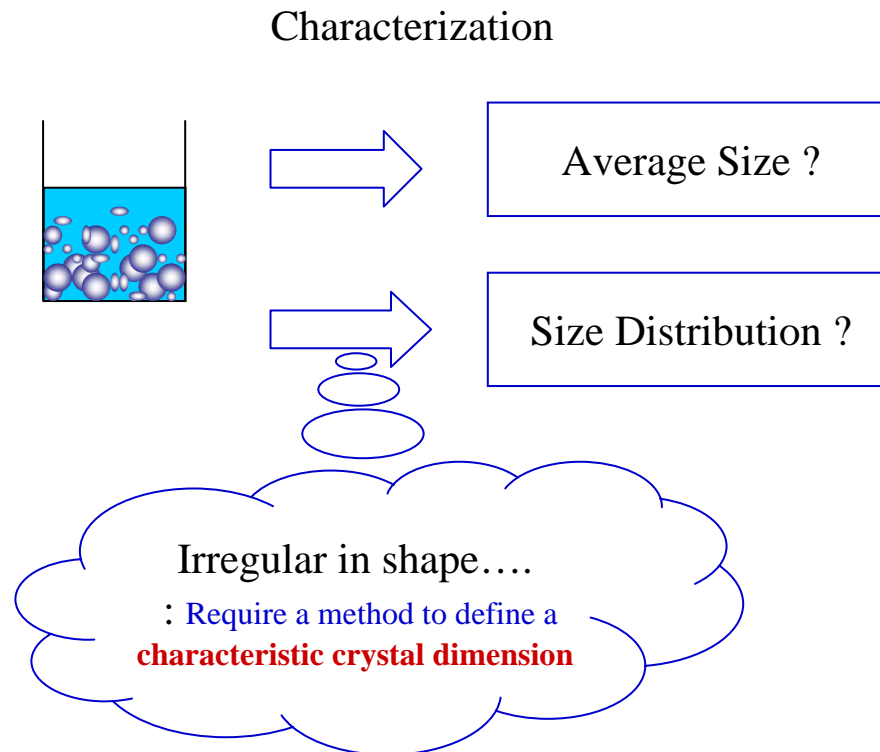 Characterization
Average Size ?
Size Distribution ?
Irregular in shape….
: Require a method to define a
characteristic crystal dimension